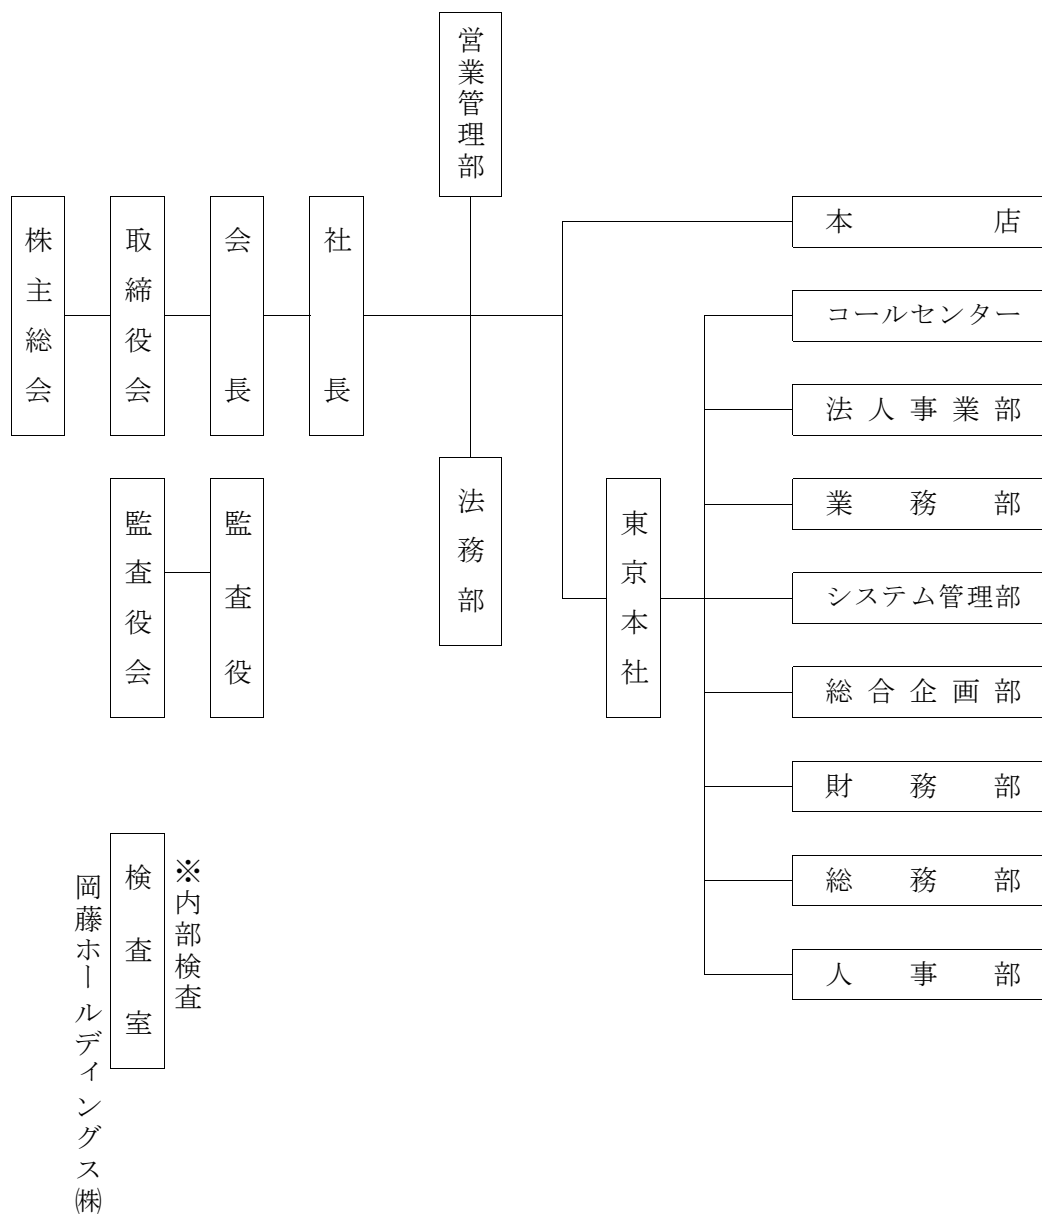 営業管理部
株主総会
取締役会
会長
社長
本店
コールセンター
法人事業部
業務部
システム管理部
総合企画部
財務部
総務部
人事部
東京本社
法務部
監査役会
監査役
※内部検査
検査室
岡藤ホールディングス㈱